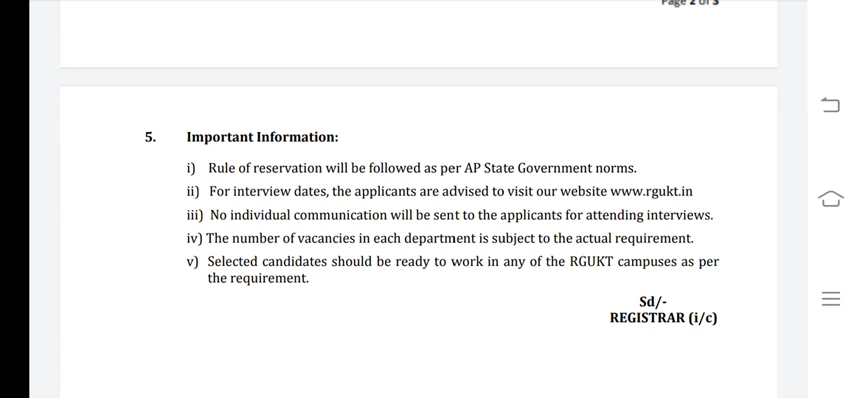 Page 2 of 3
5. Important Information:
i) Rule of reservation will be followed as per AP State Government norms.
ii) For interview dates, the applicants are advised to visit our website www.rgukt.in
iii) No individual communication will be sent to the applicants for attending interviews.
iv) The number of vacancies in each department is subject to the actual requirement.
v) Selected candidates should be ready to work in any of the RGUKT campuses as per
the requirement.
Sd/-
REGISTRAR (i/c)